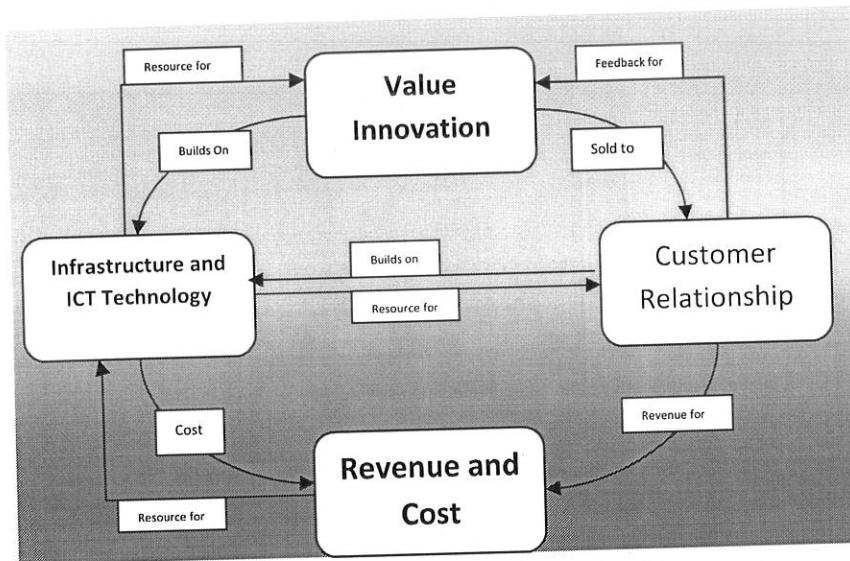 Resource for
Value
Innovation
Feedback for
Builds On
Sold to
Infrastructure and
ICT Technology
Builds on
Resource for
Customer
Relationship
Cost
Revenue for
Revenue and
Cost
Resource for